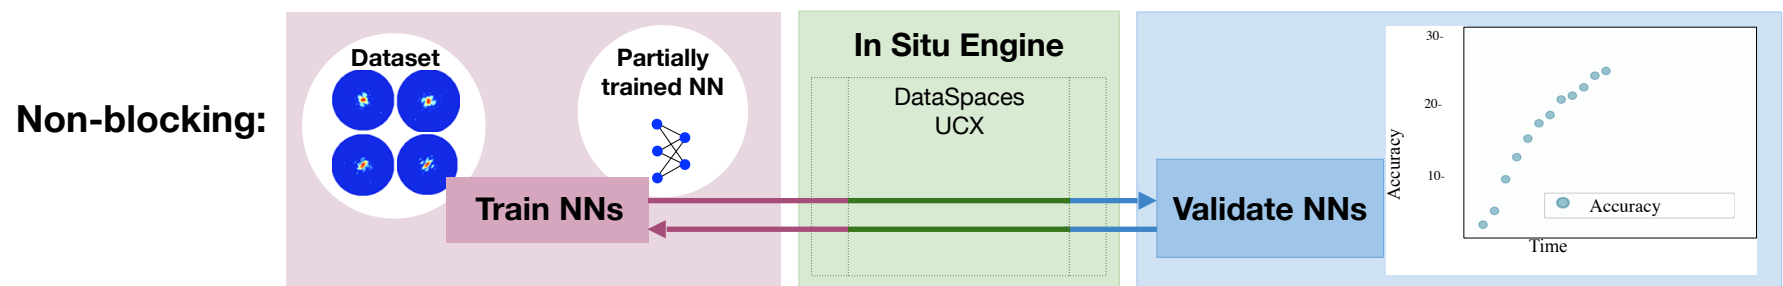 Non-blocking:
Dataset
Partially
trained NN
Train NNs
In Situ Engine
DataSpaces
UCX
Validate NNs
30-
20-
10-
Accuracy
Accuracy
Time